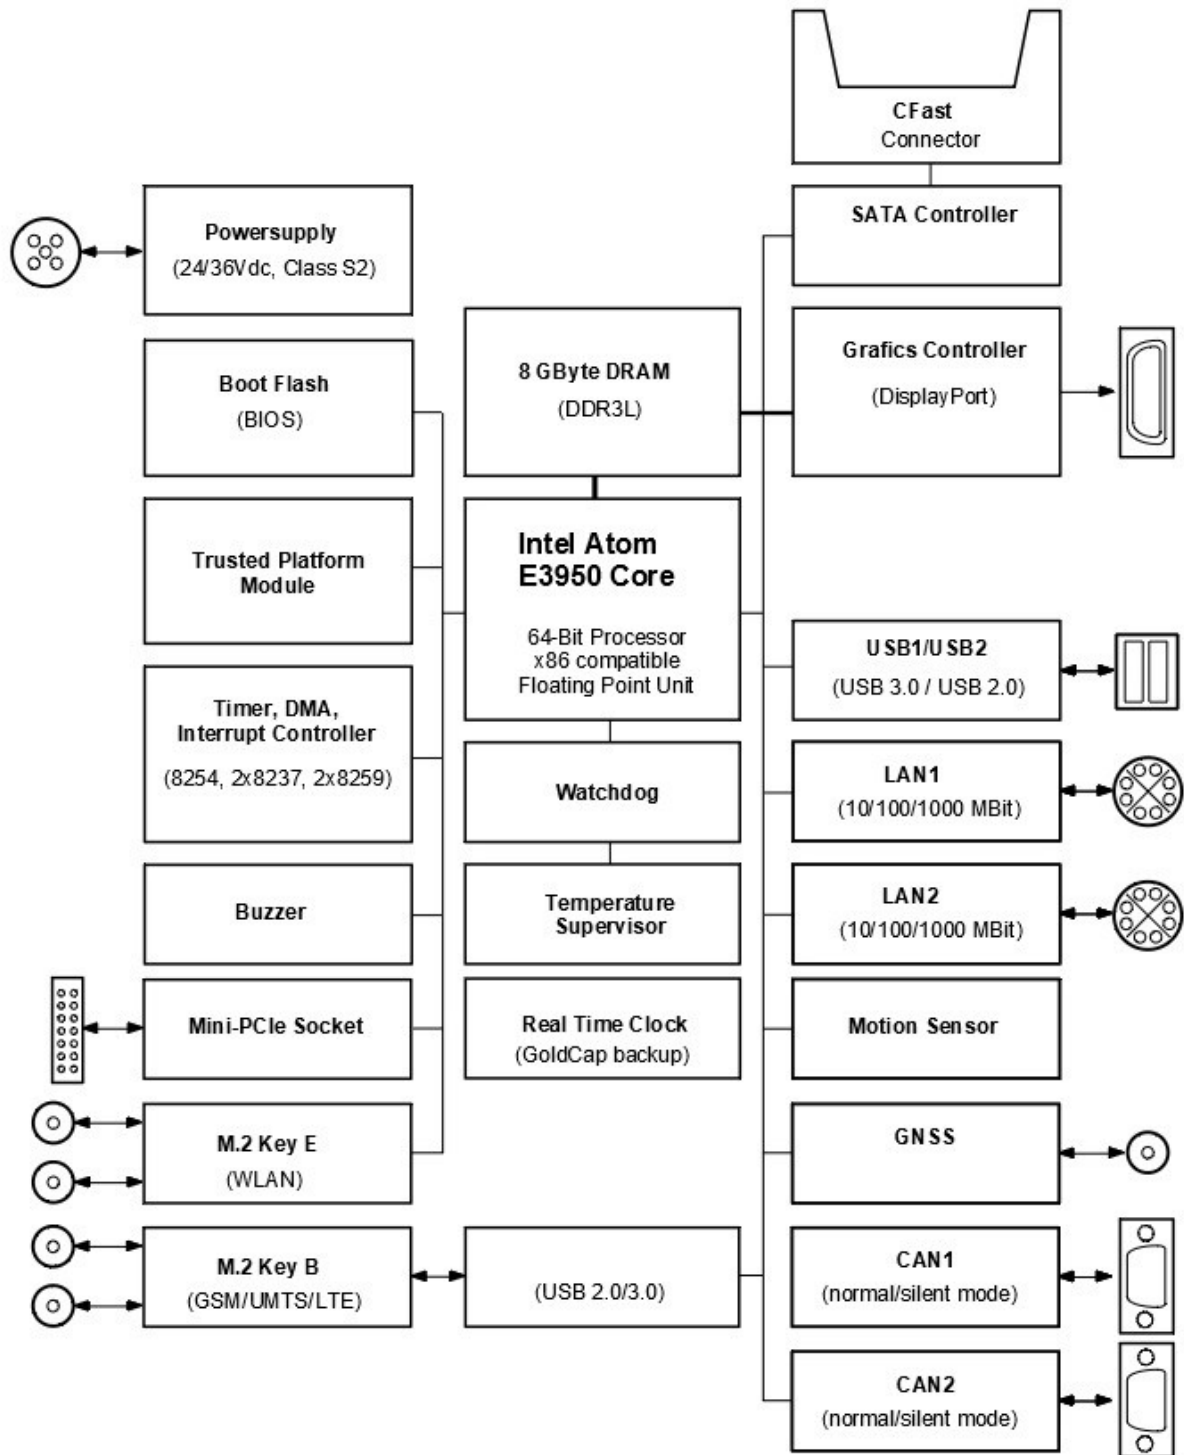 CFast
Connector
SATA Controller
Powersupply
(24/36Vdc, Class S2)
8 GByte DRAM
(DDR3L)
Grafics Controller
(DisplayPort)
Boot Flash
(BIOS)
Trusted Platform
Module
Intel Atom
E3950 Core
64-Bit Processor
x86 compatible
Floating Point Unit
USB1/USB2
(USB 3.0 / USB 2.0)
Timer, DMA,
Interrupt Controller
(8254, 2x8237, 2x8259)
Watchdog
LAN1
(10/100/1000 MBit)
Buzzer
Temperature
Supervisor
LAN2
(10/100/1000 MBit)
Mini-PCIe Socket
Real Time Clock
(GoldCap backup)
Motion Sensor
M.2 Key E
(WLAN)
GNSS
M.2 Key B
(GSM/UMTS/LTE)
(USB 2.0/3.0)
CAN1
(normal/silent mode)
CAN2
(normal/silent mode)